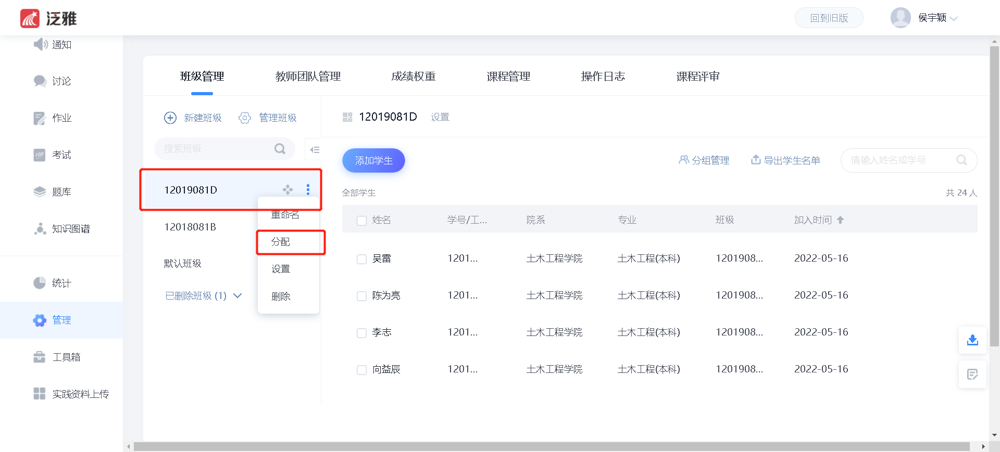 泛雅
回到旧版
侯宇颖
通知
讨论
作业
100
考试
题库
知识图谱
统计
管理
工具箱
实践资料上传
班级管理 教师团队管理 成绩权重 课程管理 操作日志 课程评审
新建班级 管理班级
搜索班级
12019081D
12018081B
默认班级
已删除班级 (1)
重命名
分配
设置
删除
12019081D 设置
添加学生
分组管理 导出学生名单 请输入姓名或学号
全部学生 共 24 人
姓名 学号/工... 院系 专业 班级 加入时间
吴雷 1201... 土木工程学院 土木工程(本科) 1201908... 2022-05-16
陈为亮 1201... 土木工程学院 土木工程(本科) 1201908... 2022-05-16
李志 1201... 土木工程学院 土木工程(本科) 1201908... 2022-05-16
向益辰 1201... 土木工程学院 土木工程(本科) 1201908... 2022-05-16